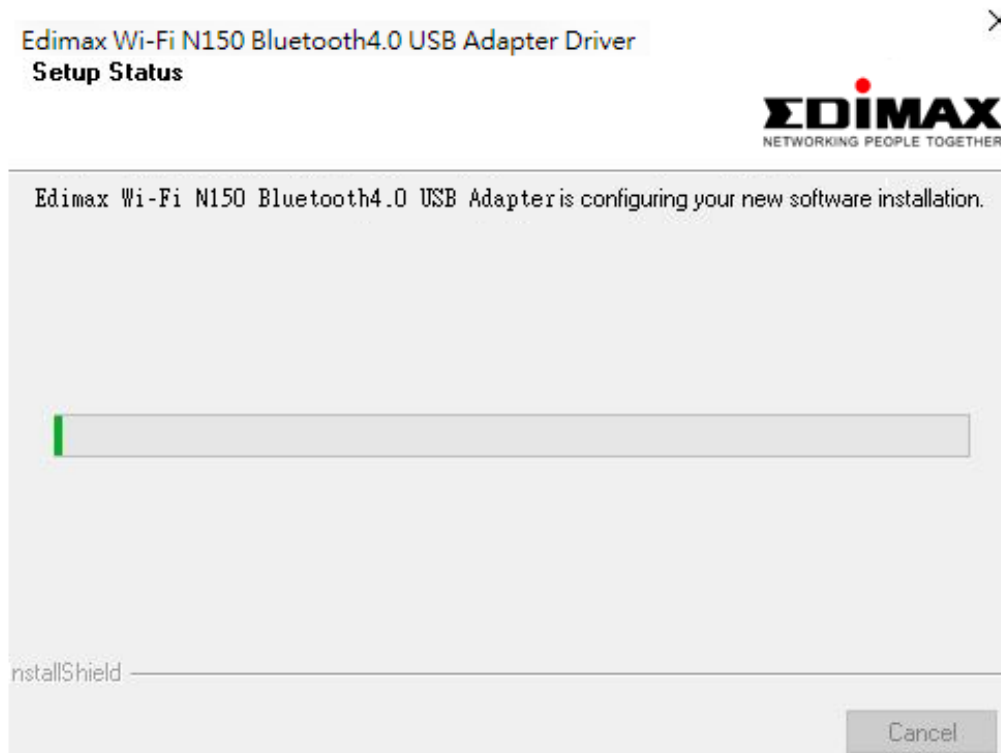 Edimax Wi-Fi N150 Bluetooth4.0 USB Adapter Driver
Setup Status
EDIMAX
NETWORKING PEOPLE TOGETHER
Edimax Wi-Fi N150 Bluetooth4.0 USB Adapter is configuring your new software installation.
nstallShield
Cancel